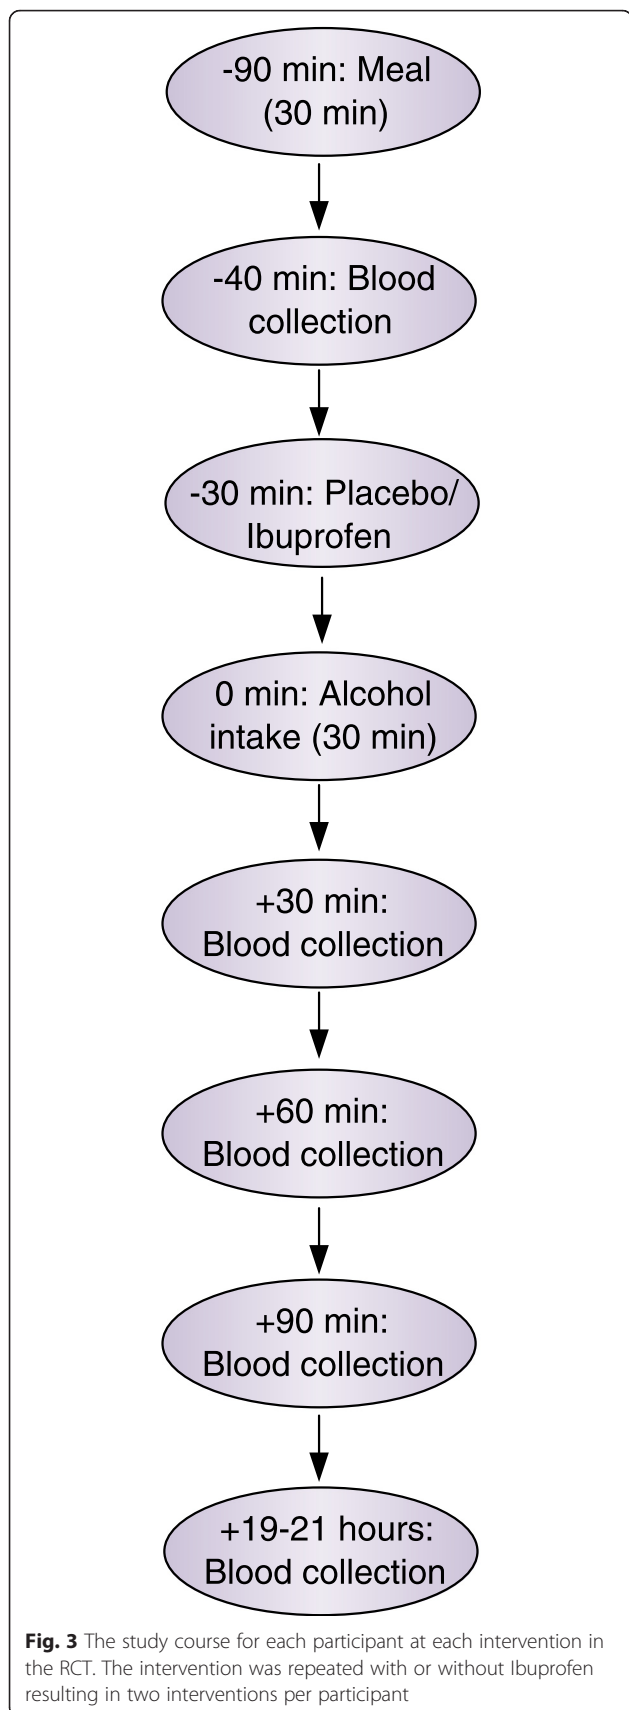 -90 min: Meal
(30 min)
-40 min: Blood
collection
-30 min: Placebo/
Ibuprofen
0 min: Alcohol
intake (30 min)
+30 min:
Blood collection
+60 min:
Blood collection
+90 min:
Blood collection
+19-21 hours:
Blood collection
Fig. 3 The study course for each participant at each intervention in
the RCT. The intervention was repeated with or without Ibuprofen
resulting in two interventions per participant